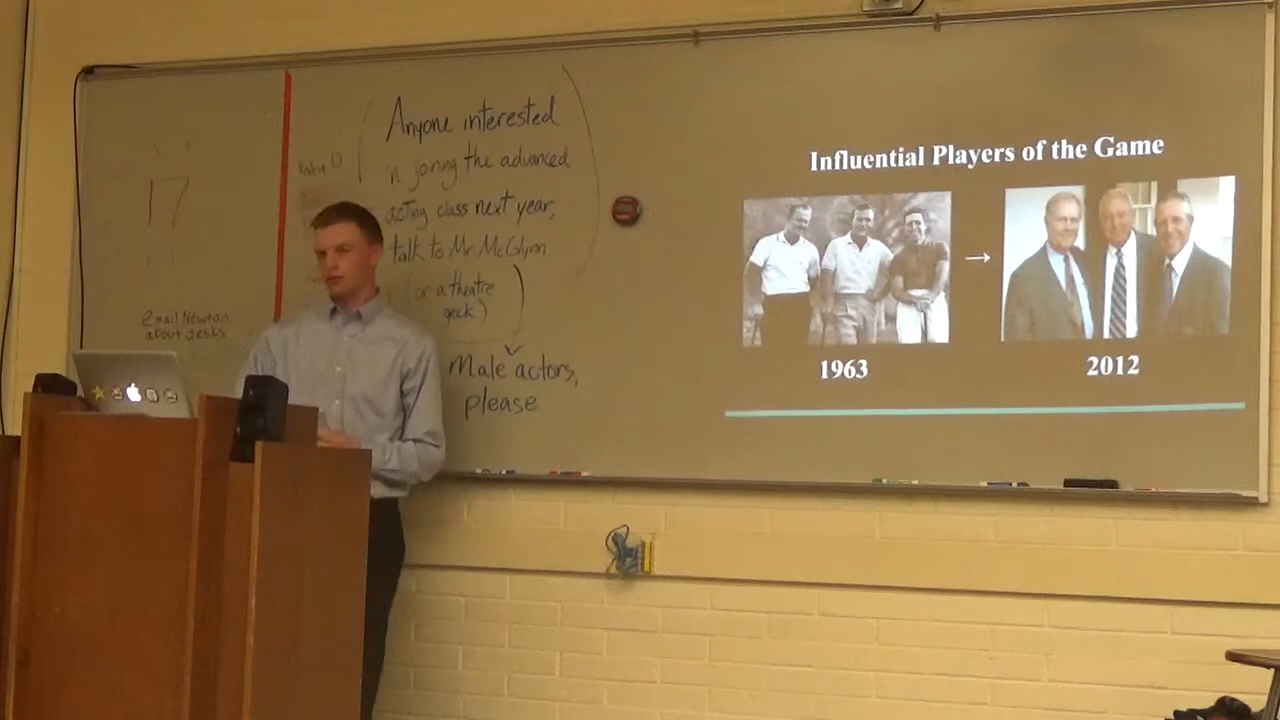 17
email Newton
about desks
Katie D
Anyone interested
in joining the advanced
acting class next year,
talk to Mr. McGlynn
(or a theatre
geek)
Male actors,
please
Influential Players of the Game
→
1963
2012